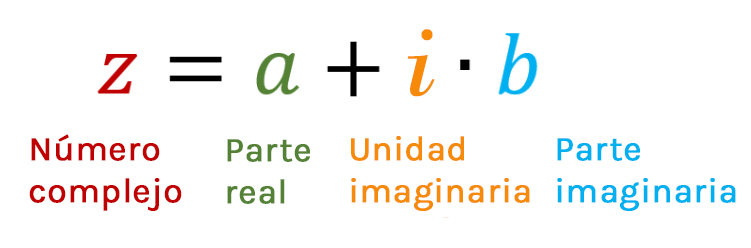 z = a + i · b
Número complejo
Parte real
Unidad imaginaria
Parte imaginaria